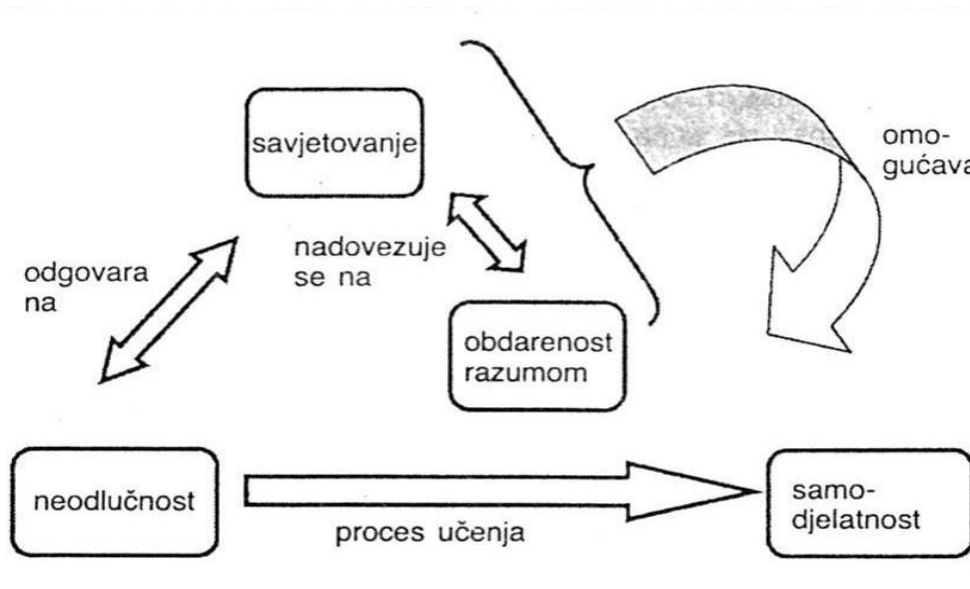 savjetovanje
omo-
gućava
nadovezuje
se na
odgovara
na
obdarenost
razumom
neodlučnost
proces učenja
samo-
djelatnost